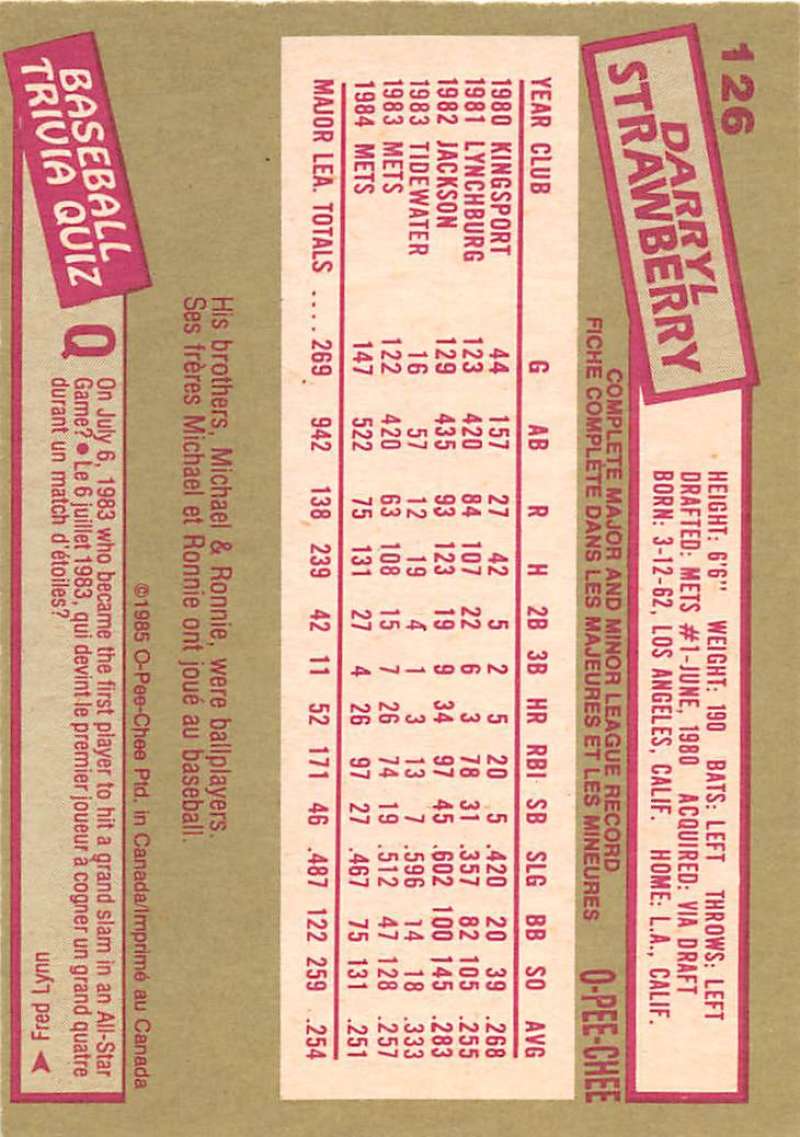 126
DARRYL
STRAWBERRY
HEIGHT: 6'6" WEIGHT: 190 BATS: LEFT THROWS: LEFT
DRAFTED: METS #1-JUNE, 1980 ACQUIRED: VIA DRAFT
BORN: 3-12-62, LOS ANGELES, CALIF. HOME: L.A., CALIF.
COMPLETE MAJOR AND MINOR LEAGUE RECORD
FICHE COMPLÈTE DANS LES MAJEURES ET LES MINEURES
O-PEE-CHEE
YEAR CLUB G AB R H 2B 3B HR RBI SB SLG BB SO AVG
1980 KINGSPORT 44 157 27 42 5 2 5 20 5 .420 20 39 .268
1981 LYNCHBURG 123 420 84 107 22 6 3 78 31 .357 82 105 .255
1982 JACKSON 129 435 93 123 19 9 34 97 45 .602 100 145 .283
1983 TIDEWATER 16 57 12 19 4 1 3 13 7 .596 14 18 .333
1983 METS 122 420 63 108 15 7 26 74 19 .512 47 128 .257
1984 METS 147 522 75 131 27 4 26 97 27 .467 75 131 .251
MAJOR LEA. TOTALS .... 269 942 138 239 42 11 52 171 46 .487 122 259 .254
His brothers, Michael & Ronnie, were ballplayers.
Ses frères Michael et Ronnie ont joué au baseball.
©1985 O-Pee-Chee Ptd. in Canada/Imprimé au Canada
BASEBALL
TRIVIA QUIZ
Q On July 6, 1983 who became the first player to hit a grand slam in an All-Star
Game? ● Le 6 juillet 1983, qui devint le premier joueur à cogner un grand quatre
durant un match d'étoiles?
Fred Lynn